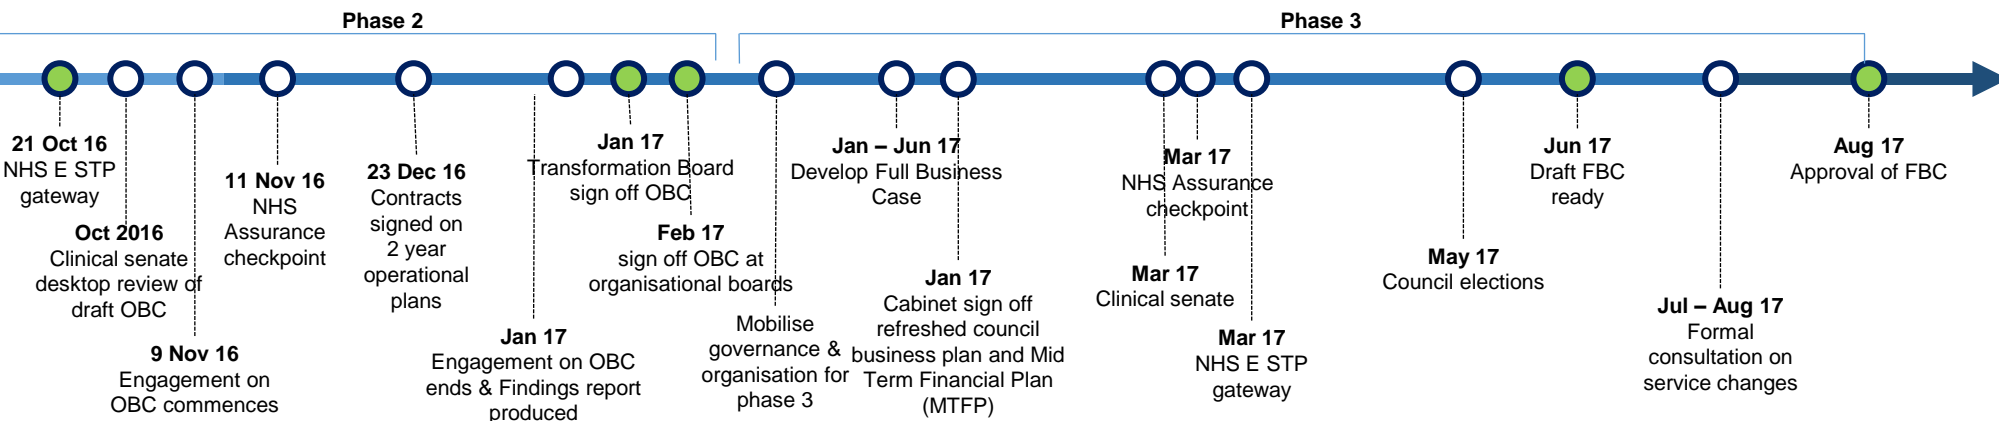 Phase 2
Phase 3
21 Oct 16
NHS E STP
gateway
Oct 2016
Clinical senate
desktop review of
draft OBC
9 Nov 16
Engagement on
OBC commences
11 Nov 16
NHS
Assurance
checkpoint
23 Dec 16
Contracts
signed on
2 year
operational
plans
Jan 17
Engagement on OBC
ends & Findings report
produced
Jan 17
Transformation Board
sign off OBC
Feb 17
sign off OBC at
organisational boards
Mobilise
governance &
organisation for
phase 3
Jan – Jun 17
Develop Full Business
Case
Jan 17
Cabinet sign off
refreshed council
business plan and Mid
Term Financial Plan
(MTFP)
Mar 17
Clinical senate
Mar 17
NHS Assurance
checkpoint
Mar 17
NHS E STP
gateway
May 17
Council elections
Jun 17
Draft FBC
ready
Jul – Aug 17
Formal
consultation on
service changes
Aug 17
Approval of FBC